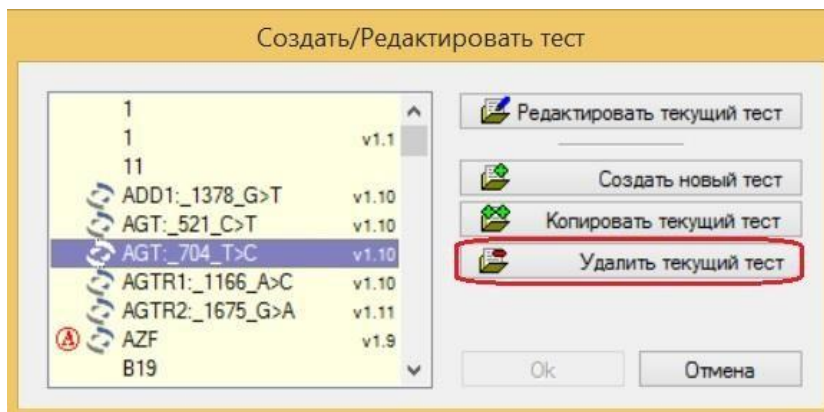 Создать/Редактировать тест
1
1 v1.1
11
ADD1:_1378_G>T v1.10
AGT:_521_C>T v1.10
AGT:_704_T>C v1.10
AGTR1:_1166_A>C v1.10
AGTR2:_1675_G>A v1.11
A AZF v1.9
B19
Редактировать текущий тест
Создать новый тест
Копировать текущий тест
Удалить текущий тест
Ok Отмена